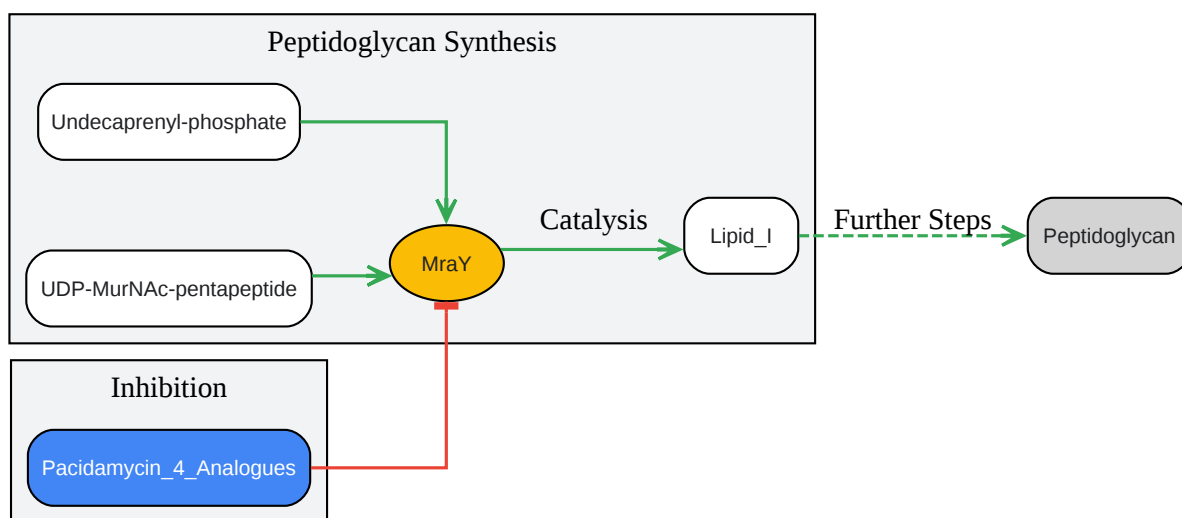 Peptidoglycan Synthesis
Undecaprenyl-phosphate
UDP-MurNAc-pentapeptide
MraY
Catalysis
Lipid_I
Further Steps
Peptidoglycan
Inhibition
Pacidamycin_4_Analogues